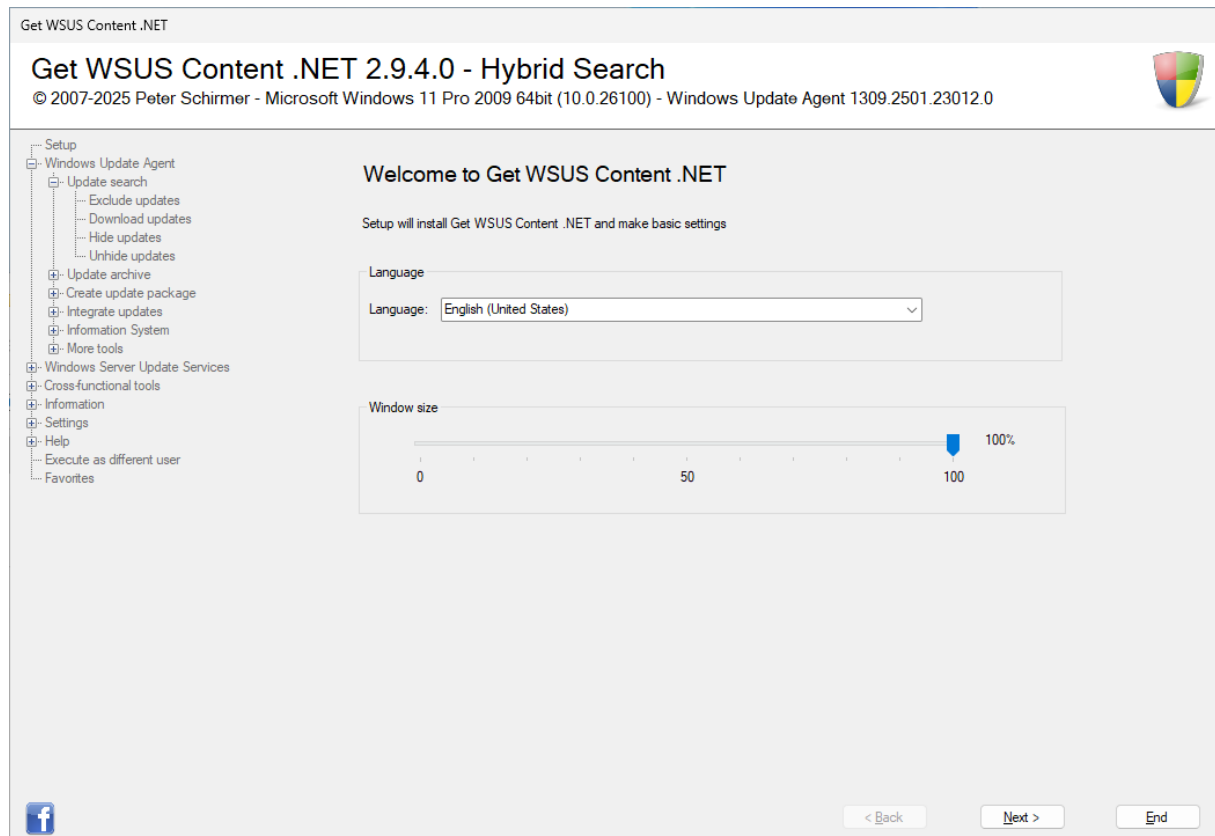 Get WSUS Content .NET
Get WSUS Content .NET 2.9.4.0 - Hybrid Search
© 2007-2025 Peter Schirmer - Microsoft Windows 11 Pro 2009 64bit (10.0.26100) - Windows Update Agent 1309.2501.23012.0
Setup
Windows Update Agent
Update search
Exclude updates
Download updates
Hide updates
Unhide updates
Update archive
Create update package
Integrate updates
Information System
More tools
Windows Server Update Services
Cross-functional tools
Information
Settings
Help
Execute as different user
Favorites
Welcome to Get WSUS Content .NET
Setup will install Get WSUS Content .NET and make basic settings
Language
Language: English (United States)
Window size
100%
0 50 100
f
< Back Next > End